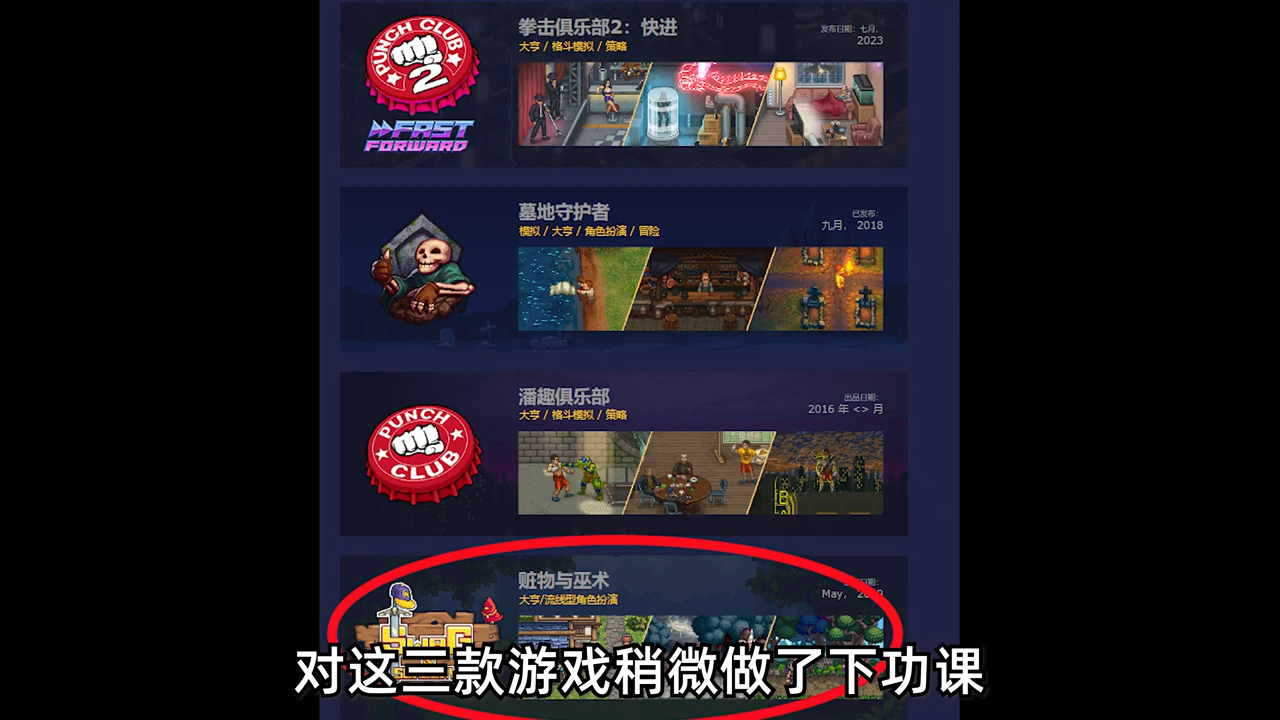 PUNCH CLUB
2
FAST
FORWARD
拳击俱乐部2：快进
大亨 / 格斗模拟 / 策略
发布日期：七月，
2023
墓地守护者
模拟 / 大亨 / 角色扮演 / 冒险
已发布：
九月， 2018
PUNCH
CLUB
潘趣俱乐部
大亨 / 格斗模拟 / 策略
出品日期：
2016 年 <> 月
赃物与巫术
大亨/流线型角色扮演
日期：
May,
SWAG
对这三款游戏稍微做了下功课